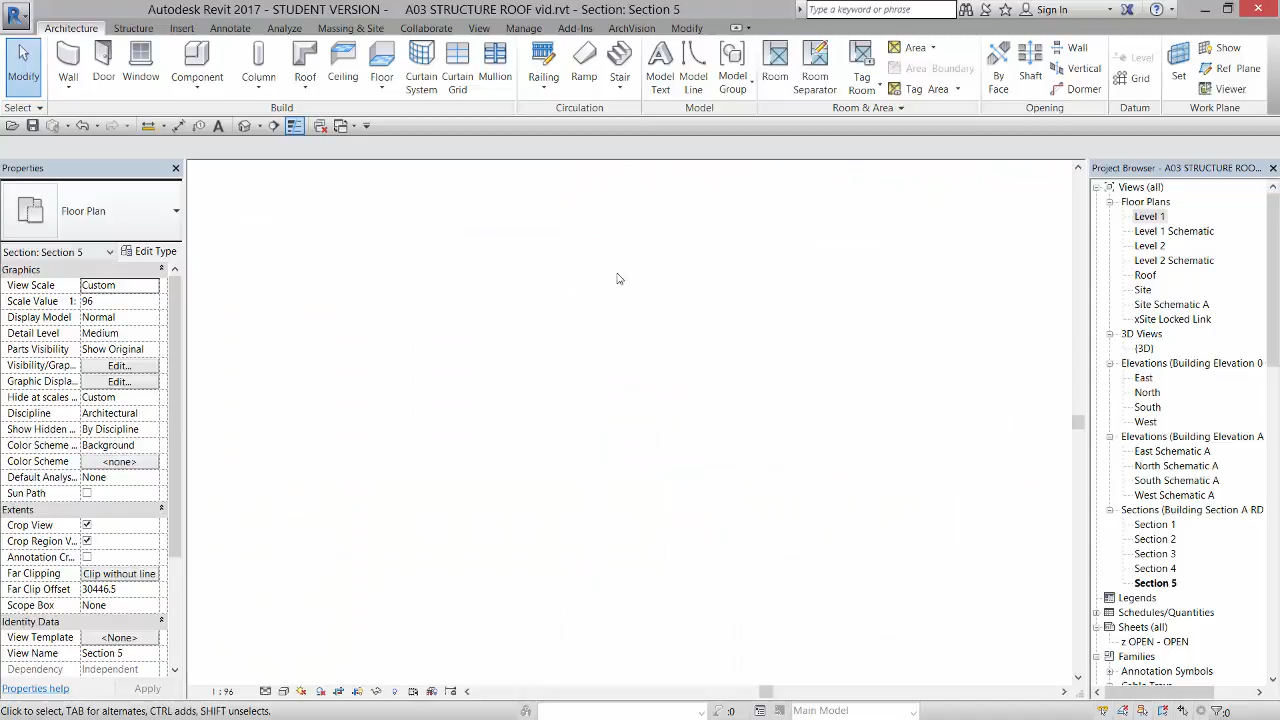 Autodesk Revit 2017 - STUDENT VERSION - A03 STRUCTURE ROOF vid.rvt - Section: Section 5
Type a keyword or phrase
Sign In
Architecture Structure Insert Annotate Analyze Massing & Site Collaborate View Manage Add-Ins ArchVision Modify
Modify
Wall
Door
Window
Component
Column
Roof
Ceiling
Floor
Curtain System
Curtain Grid
Mullion
Railing
Ramp
Stair
Model Text
Model Line
Model Group
Room
Room Separator
Tag Room
Area
Area Boundary
Tag Area
By Face
Shaft
Wall
Vertical
Dormer
Level
Grid
Set
Show
Ref Plane
Viewer
Select
Build
Circulation
Model
Room & Area
Opening
Datum
Work Plane
Properties
Floor Plan
Section: Section 5
Edit Type
Graphics
View Scale Custom
Scale Value 1: 96
Display Model Normal
Detail Level Medium
Parts Visibility Show Original
Visibility/Grap... Edit...
Graphic Displa... Edit...
Hide at scales ... Custom
Discipline Architectural
Show Hidden ... By Discipline
Color Scheme ... Background
Color Scheme <none>
Default Analys... None
Sun Path
Extents
Crop View
Crop Region V...
Annotation Cr...
Far Clipping Clip without line
Far Clip Offset 30446.5
Scope Box None
Identity Data
View Template <None>
View Name Section 5
Dependency Independent
Properties help
Apply
1 : 96
Project Browser - A03 STRUCTURE ROO...
Views (all)
Floor Plans
Level 1
Level 1 Schematic
Level 2
Level 2 Schematic
Roof
Site
Site Schematic A
xSite Locked Link
3D Views
{3D}
Elevations (Building Elevation 0
East
North
South
West
Elevations (Building Elevation A
East Schematic A
North Schematic A
South Schematic A
West Schematic A
Sections (Building Section A RD
Section 1
Section 2
Section 3
Section 4
Section 5
Legends
Schedules/Quantities
Sheets (all)
z OPEN - OPEN
Families
Annotation Symbols
Click to select, TAB for alternates, CTRL adds, SHIFT unselects.
:0
Main Model
:0